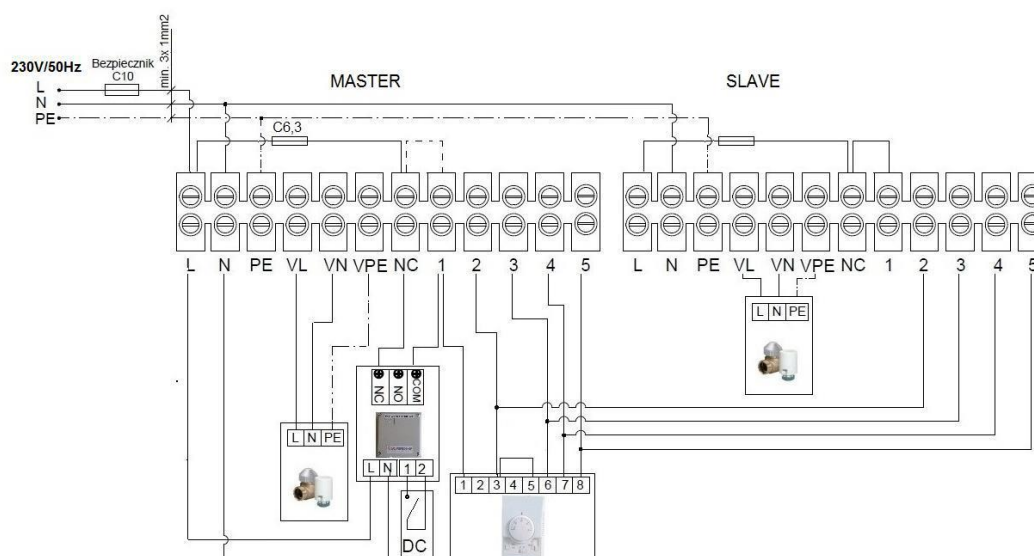 230V/50Hz
Bezpiecznik
C10
min. 3x 1mm2
MASTER
SLAVE
L
N
PE
C6,3
L N PE VL VN VPE NC 1 2 3 4 5
L N PE VL VN VPE NC 1 2 3 4 5
L N PE
NC NO COM
L N PE
L N 1 2
1 2 3 4 5 6 7 8
DC